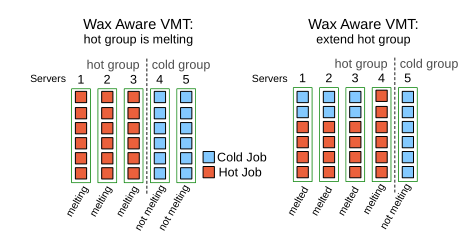 Wax Aware VMT:
hot group is melting
hot group cold group
Servers 1 2 3 4 5
melting melting melting not melting not melting
Cold Job
Hot Job
Wax Aware VMT:
extend hot group
hot group cold group
Servers 1 2 3 4 5
melted melted melted melting not melting